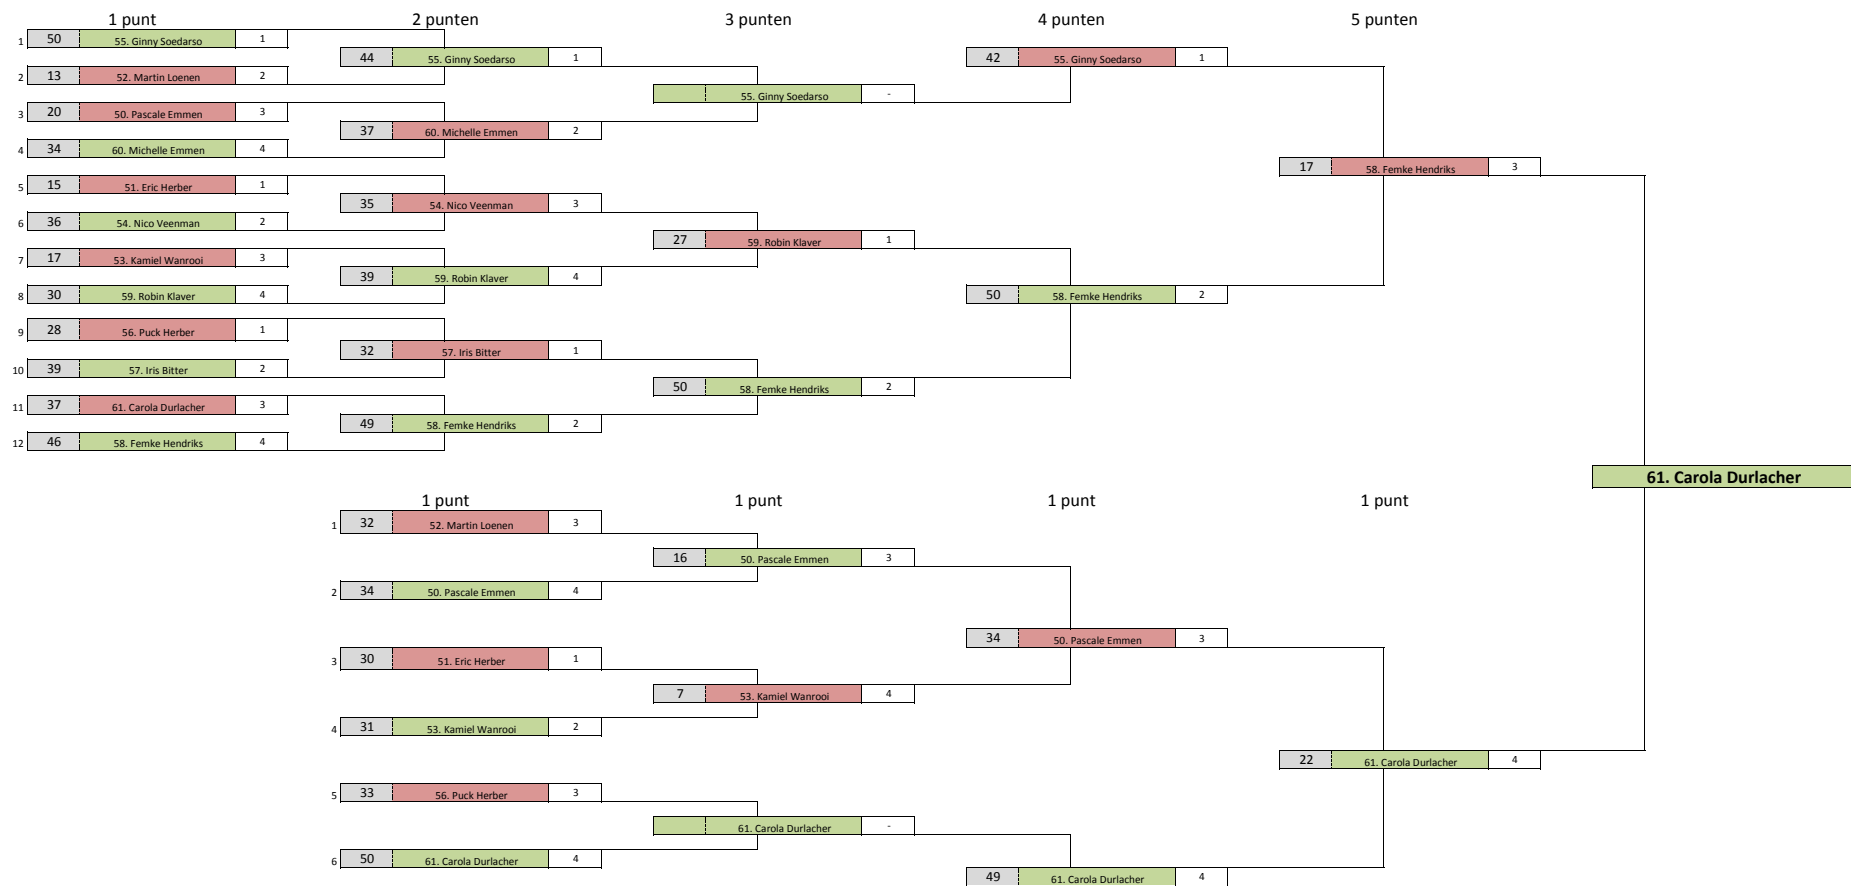 1 punt 2 punten 3 punten 4 punten 5 punten
1 50 55. Ginny Soedarso 1
44 55. Ginny Soedarso 1
42 55. Ginny Soedarso 1
2 13 52. Martin Loenen 2
55. Ginny Soedarso -
3 20 50. Pascale Emmen 3
37 60. Michelle Emmen 2
4 34 60. Michelle Emmen 4
17 58. Femke Hendriks 3
5 15 51. Eric Herber 1
35 54. Nico Veenman 3
6 36 54. Nico Veenman 2
27 59. Robin Klaver 1
7 17 53. Kamiel Wanrooi 3
39 59. Robin Klaver 4
8 30 59. Robin Klaver 4
50 58. Femke Hendriks 2
9 28 56. Puck Herber 1
32 57. Iris Bitter 1
10 39 57. Iris Bitter 2
50 58. Femke Hendriks 2
11 37 61. Carola Durlacher 3
49 58. Femke Hendriks 2
12 46 58. Femke Hendriks 4
61. Carola Durlacher
1 punt 1 punt 1 punt 1 punt
1 32 52. Martin Loenen 3
16 50. Pascale Emmen 3
2 34 50. Pascale Emmen 4
34 50. Pascale Emmen 3
3 30 51. Eric Herber 1
7 53. Kamiel Wanrooi 4
4 31 53. Kamiel Wanrooi 2
22 61. Carola Durlacher 4
5 33 56. Puck Herber 3
61. Carola Durlacher -
6 50 61. Carola Durlacher 4
49 61. Carola Durlacher 4